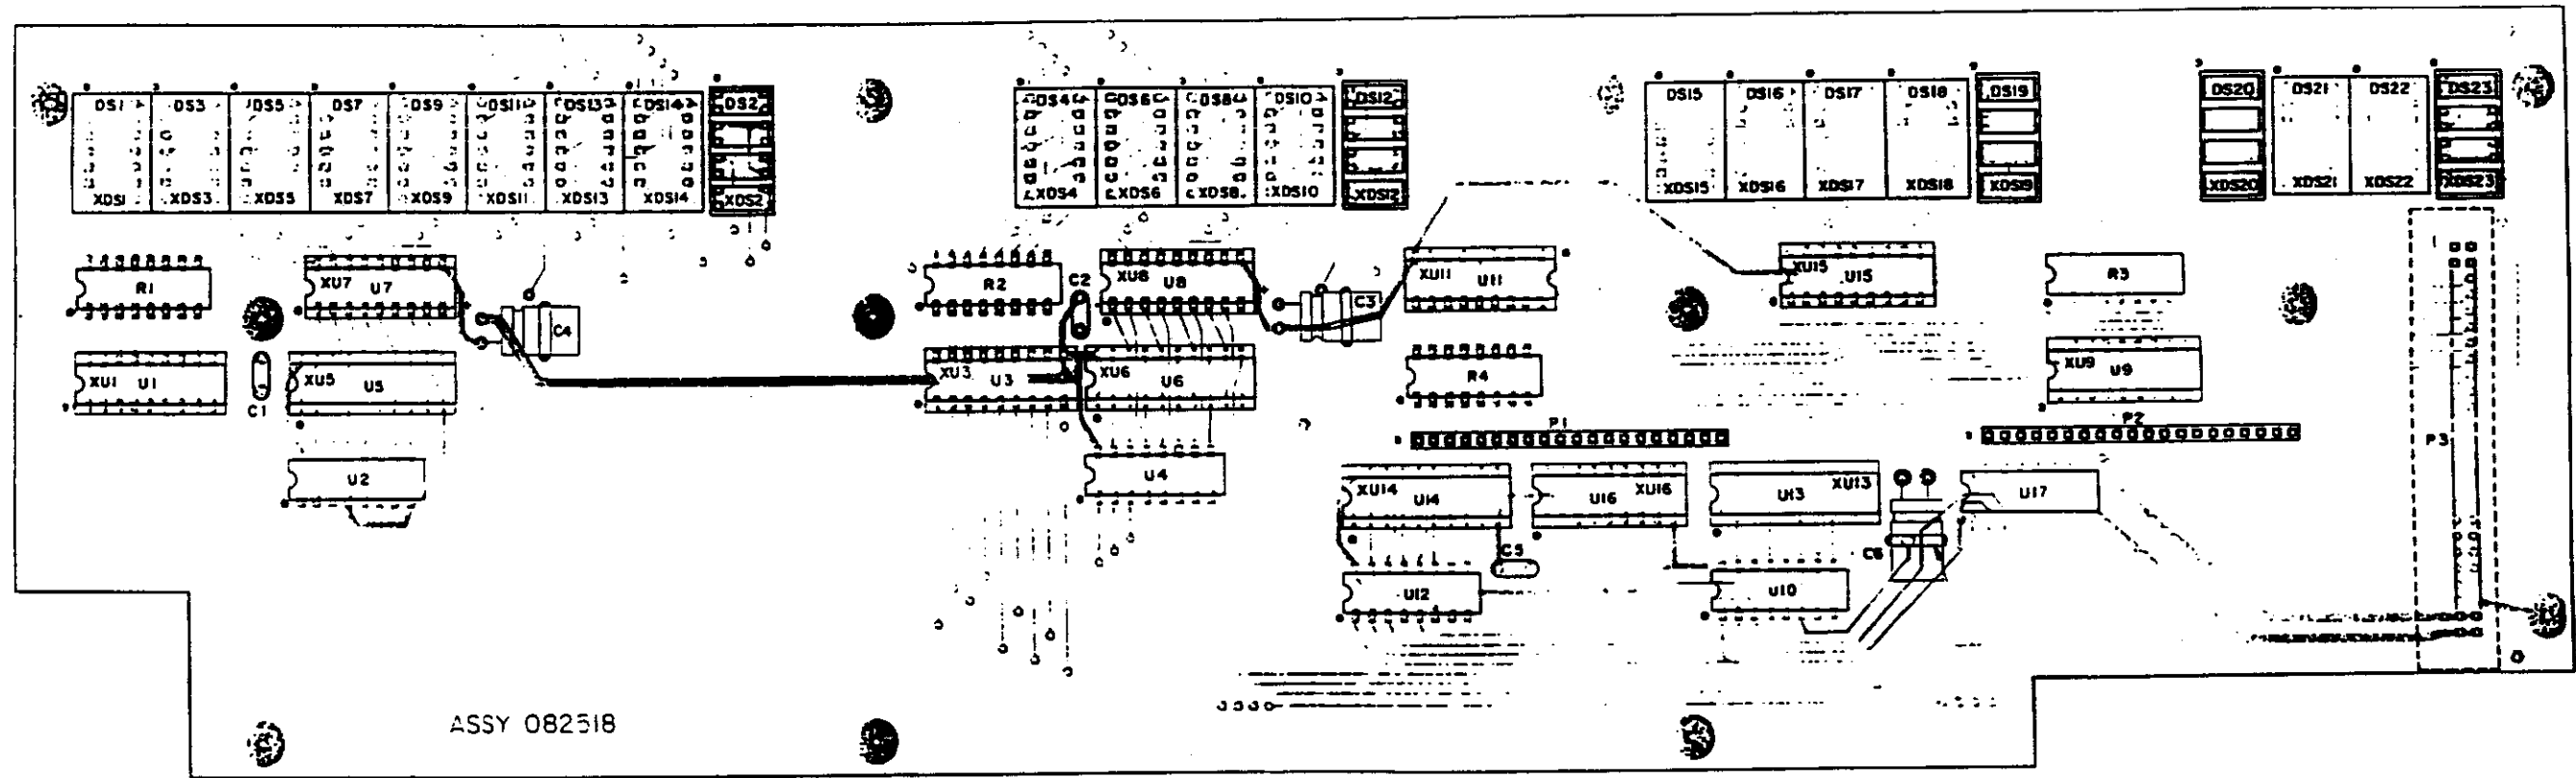 DS1 DS3 DS5 DS7 DS9 DS11 DS13 DS14 DS2 DS4 DS6 DS8 DS10 DS12 DS15 DS16 DS17 DS18 DS19 DS20 DS21 DS22 DS23
XDS1 XDS3 XDS5 XDS7 XDS9 XDS11 XDS13 XDS14 XDS2 XDS4 XDS6 XDS8 XDS10 XDS12 XDS15 XDS16 XDS17 XDS18 XDS19 XDS20 XDS21 XDS22 XDS23
R1 XU7 U7 C4 R2 C2 XU8 U8 C3 XU11 U11 XU15 U15 R3
XU1 U1 C1 XU5 U5 XU3 U3 XU6 U6 R4 XU9 U9
P1 P2 P3
U2 U4 XU14 U14 U16 XU16 U13 XU13 U17
C5 C6
U12 U10
ASSY 082518